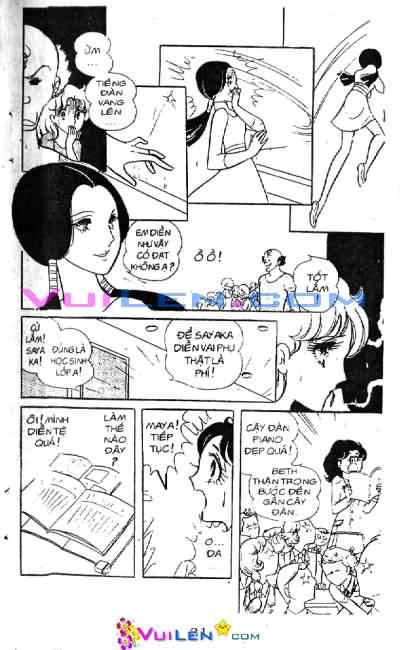 ỜM
...
TIẾNG
ĐÀN
VANG
LÊN
...
EM DIỄN
NHƯ VẬY
CÓ ĐẠT
KHÔNG Ạ?
Ồ Ồ!
TỐT
LẮM
VUILEN.COM
CỪ
LẮM!
SAYA
KA!
ĐÚNG LÀ
HỌC SINH
LỚP A!
ĐỂ SAYAKA
DIỄN VAI PHỤ
THẬT LÀ
PHÍ!
ÔI! MÌNH
DIỄN TỆ
QUÁ!
LÀM
THẾ
NÀO
ĐÂY
?
MAYA!
TIẾP
TỤC!
Ơ...
DẠ
CÂY ĐÀN
PIANO
ĐẸP QUÁ!
BETH
THẬN TRỌNG
BƯỚC ĐẾN
GẦN CÂY
ĐÀN.
21
VUILEN.COM